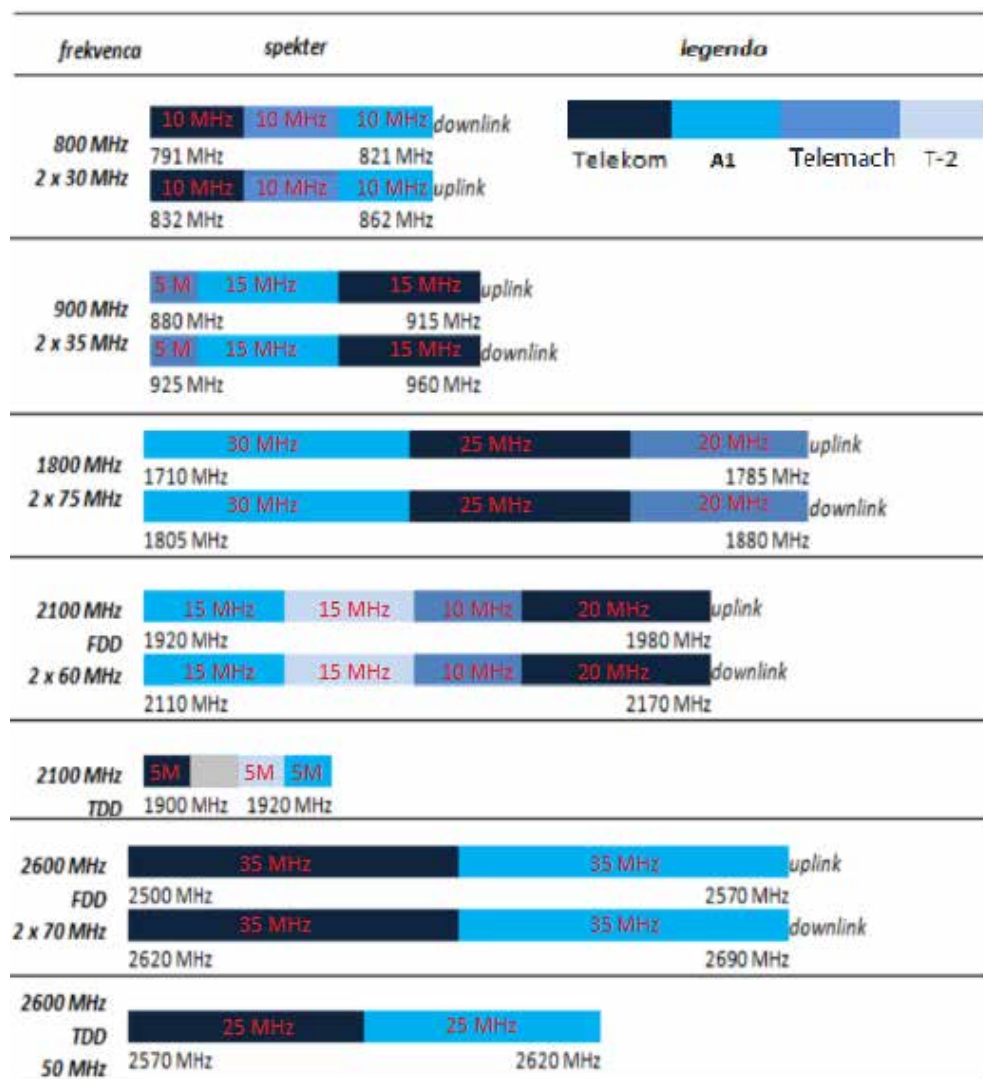 frekvenca spekter legenda
10 MHz 10 MHz 10 MHz downlink
800 MHz 791 MHz 821 MHz
Telekom A1 Telemach T-2
2 x 30 MHz 10 MHz 10 MHz 10 MHz uplink
832 MHz 862 MHz
5 M 15 MHz 15 MHz uplink
900 MHz 880 MHz 915 MHz
2 x 35 MHz 5 M 15 MHz 15 MHz downlink
925 MHz 960 MHz
30 MHz 25 MHz 20 MHz uplink
1800 MHz 1710 MHz 1785 MHz
2 x 75 MHz 30 MHz 25 MHz 20 MHz downlink
1805 MHz 1880 MHz
2100 MHz 15 MHz 15 MHz 10 MHz 20 MHz uplink
FDD 1920 MHz 1980 MHz
2 x 60 MHz 15 MHz 15 MHz 10 MHz 20 MHz downlink
2110 MHz 2170 MHz
2100 MHz 5M 5M 5M
TDD 1900 MHz 1920 MHz
2600 MHz 35 MHz 35 MHz uplink
FDD 2500 MHz 2570 MHz
2 x 70 MHz 35 MHz 35 MHz downlink
2620 MHz 2690 MHz
2600 MHz
TDD 25 MHz 25 MHz
50 MHz 2570 MHz 2620 MHz